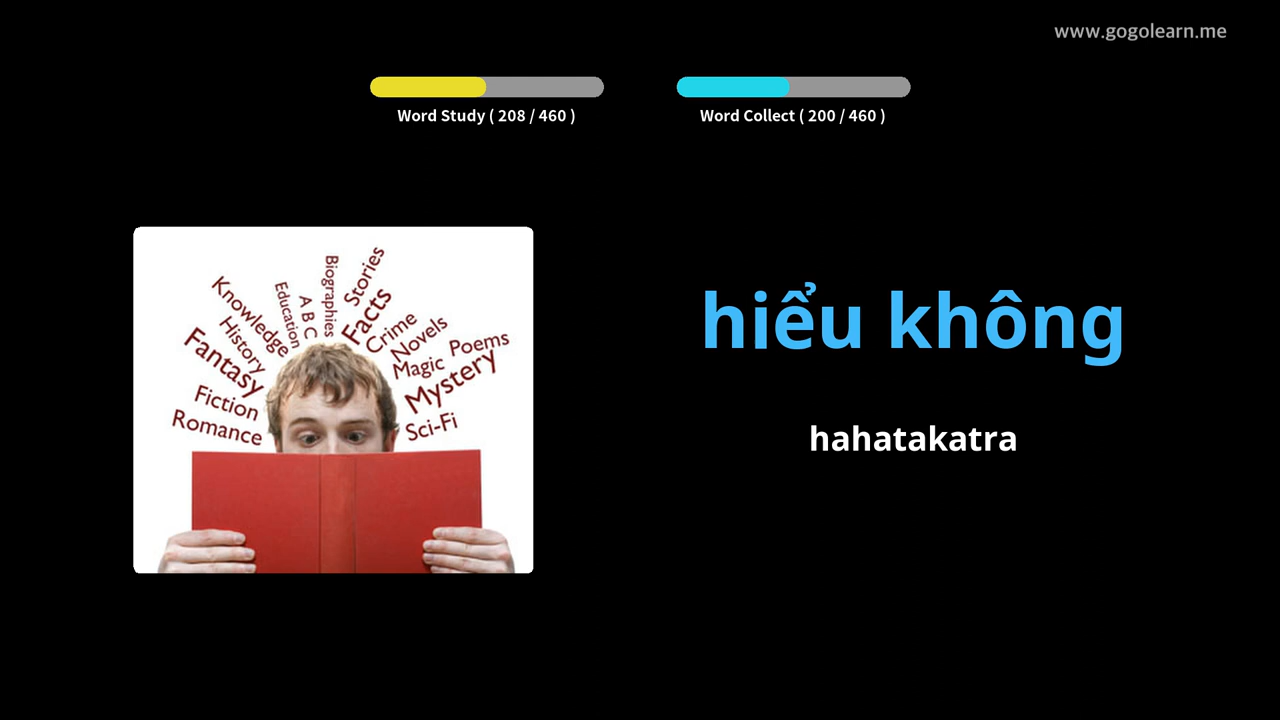 www.gogolearn.me
Word Study ( 208 / 460 )
Word Collect ( 200 / 460 )
Biographies
Stories
Knowledge
Education
A B C
Facts
History
Crime
Novels
Fantasy
Magic
Poems
Fiction
Mystery
Romance
Sci-Fi
hiểu không
hahatakatra